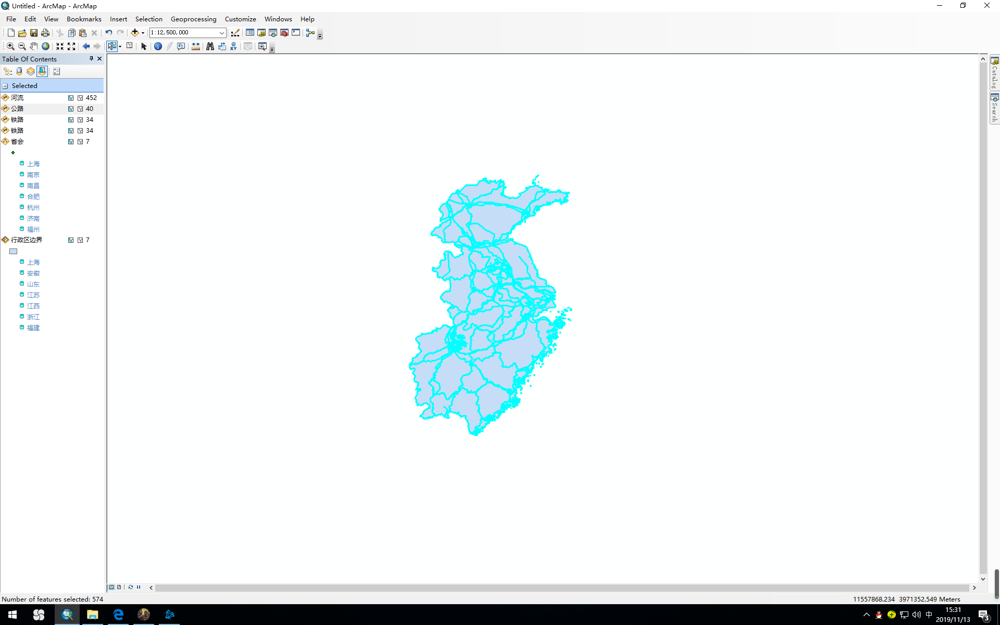 Untitled - ArcMap - ArcMap
File Edit View Bookmarks Insert Selection Geoprocessing Customize Windows Help
1:12,500,000
XY
Table Of Contents
Selected
河流 452
公路 40
铁路 34
铁路 34
省会 7
上海
南京
南昌
合肥
杭州
济南
福州
行政区边界 7
上海
安徽
山东
江苏
江西
浙江
福建
Catalog
Search
Number of features selected: 574
11557868.234 3971352.549 Meters
中
15:31
2019/11/13
3